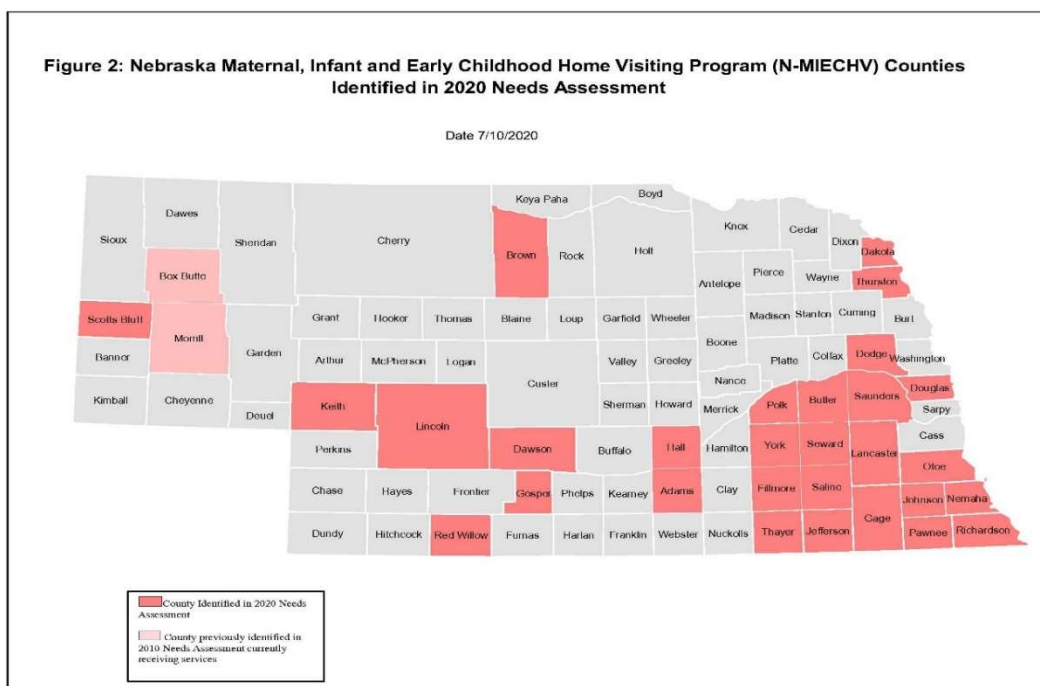 Figure 2: Nebraska Maternal, Infant and Early Childhood Home Visiting Program (N-MIECHV) Counties
Identified in 2020 Needs Assessment
Date 7/10/2020
Sioux
Dawes
Sheridan
Cherry
Keya Paha
Boyd
Knox
Cedar
Dixon
Dakota
Box Butte
Brown
Rock
Holt
Antelope
Pierce
Wayne
Thurston
Scotts Bluff
Morrill
Garden
Grant
Hooker
Thomas
Blaine
Loup
Garfield
Wheeler
Madison
Stanton
Cuming
Burt
Banner
Arthur
McPherson
Logan
Custer
Valley
Greeley
Boone
Platte
Colfax
Dodge
Washington
Kimball
Cheyenne
Deuel
Keith
Lincoln
Sherman
Howard
Nance
Merrick
Polk
Butler
Saunders
Douglas
Sarpy
Perkins
Dawson
Buffalo
Hall
Hamilton
York
Seward
Lancaster
Cass
Otoe
Chase
Hayes
Frontier
Gosper
Phelps
Kearney
Adams
Clay
Fillmore
Saline
Gage
Johnson
Nemaha
Dundy
Hitchcock
Red Willow
Furnas
Harlan
Franklin
Webster
Nuckolls
Thayer
Jefferson
Pawnee
Richardson
County Identified in 2020 Needs
Assessment
County previously identified in
2010 Needs Assessment currently
receiving services